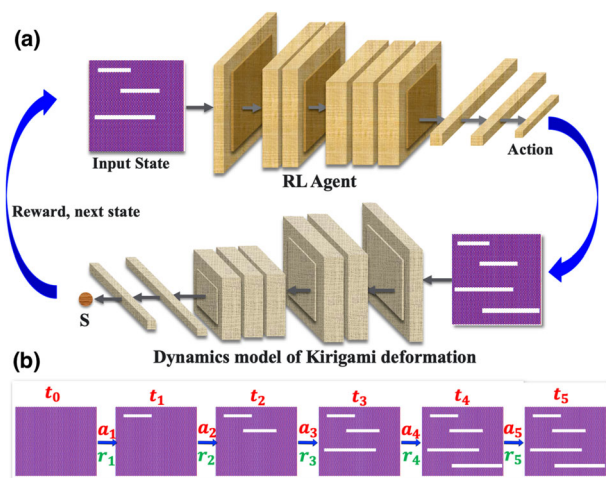 (a)
Input State
RL Agent
Action
Reward, next state
S
Dynamics model of Kirigami deformation
(b)
t₀ t₁ t₂ t₃ t₄ t₅
a₁ a₂ a₃ a₄ a₅
r₁ r₂ r₃ r₄ r₅